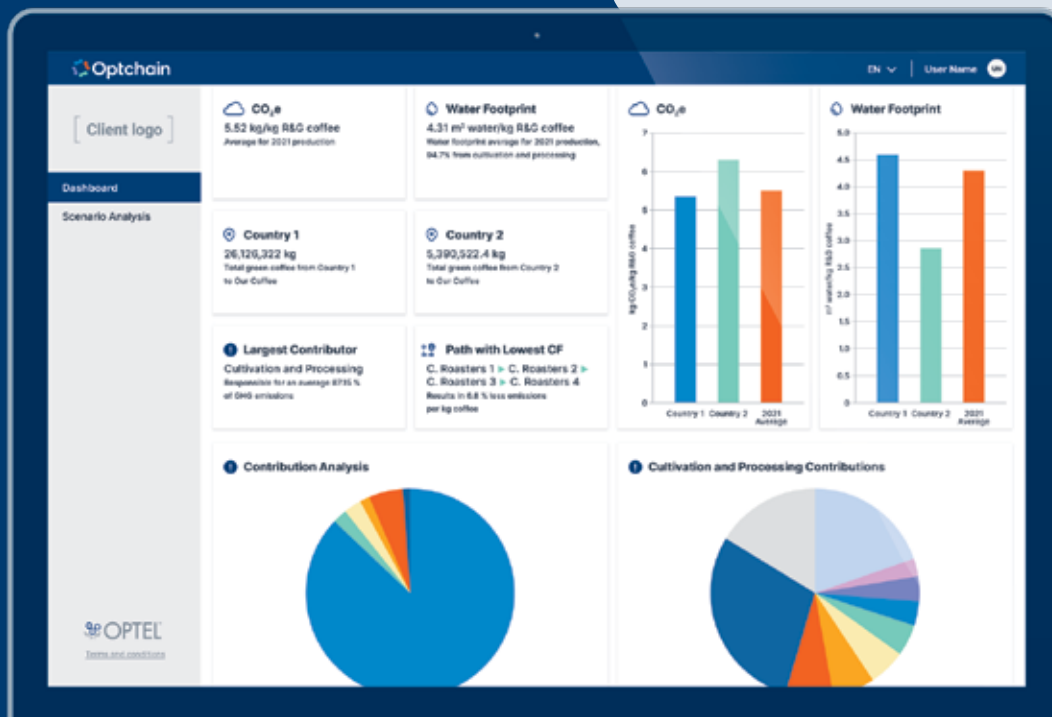 Optchain
EN
User Name
UN
[ Client logo ]
Dashboard
Scenario Analysis
OPTEL
Terms and conditions
CO₂e
5.52 kg/kg R&G coffee
Average for 2021 production
Water Footprint
4.31 m³ water/kg R&G coffee
Water footprint average for 2021 production,
94.7% from cultivation and processing
Country 1
26,126,322 kg
Total green coffee from Country 1
to Our Coffee
Country 2
5,390,522.4 kg
Total green coffee from Country 2
to Our Coffee
Largest Contributor
Cultivation and Processing
Responsible for an average
of GHG emissions
Path with Lowest CF
C. Roasters 1 ▶ C. Roasters 2 ▶
C. Roasters 3 ▶ C. Roasters 4
Results in 6.8 % less emissions
per kg coffee
CO₂e
7
6
5
4
3
2
1
0
kg CO₂e/kg R&G coffee
Country 1 Country 2 2021
Average
Water Footprint
5.0
4.5
4.0
3.5
3.0
2.5
2.0
1.5
1.0
0.5
0
m³ water/kg R&G coffee
Country 1 Country 2 2021
Average
Contribution Analysis
Cultivation and Processing Contributions